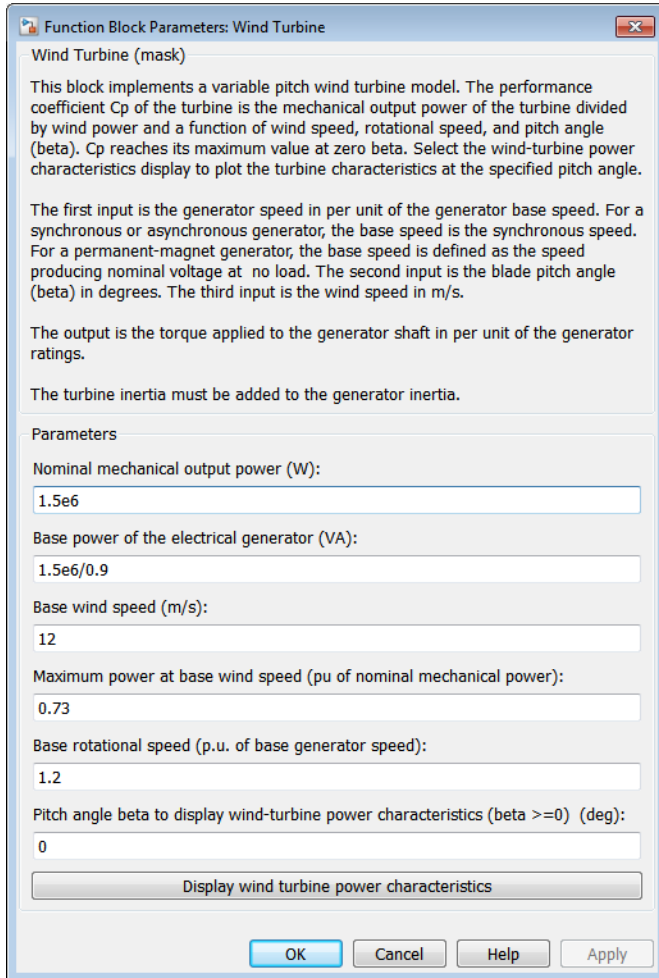 Function Block Parameters: Wind Turbine
Wind Turbine (mask)
This block implements a variable pitch wind turbine model. The performance
coefficient Cp of the turbine is the mechanical output power of the turbine divided
by wind power and a function of wind speed, rotational speed, and pitch angle
(beta). Cp reaches its maximum value at zero beta. Select the wind-turbine power
characteristics display to plot the turbine characteristics at the specified pitch angle.
The first input is the generator speed in per unit of the generator base speed. For a
synchronous or asynchronous generator, the base speed is the synchronous speed.
For a permanent-magnet generator, the base speed is defined as the speed
producing nominal voltage at  no load. The second input is the blade pitch angle
(beta) in degrees. The third input is the wind speed in m/s.
The output is the torque applied to the generator shaft in per unit of the generator
ratings.
The turbine inertia must be added to the generator inertia.
Parameters
Nominal mechanical output power (W):
1.5e6
Base power of the electrical generator (VA):
1.5e6/0.9
Base wind speed (m/s):
12
Maximum power at base wind speed (pu of nominal mechanical power):
0.73
Base rotational speed (p.u. of base generator speed):
1.2
Pitch angle beta to display wind-turbine power characteristics (beta >=0)  (deg):
0
Display wind turbine power characteristics
OK Cancel Help Apply